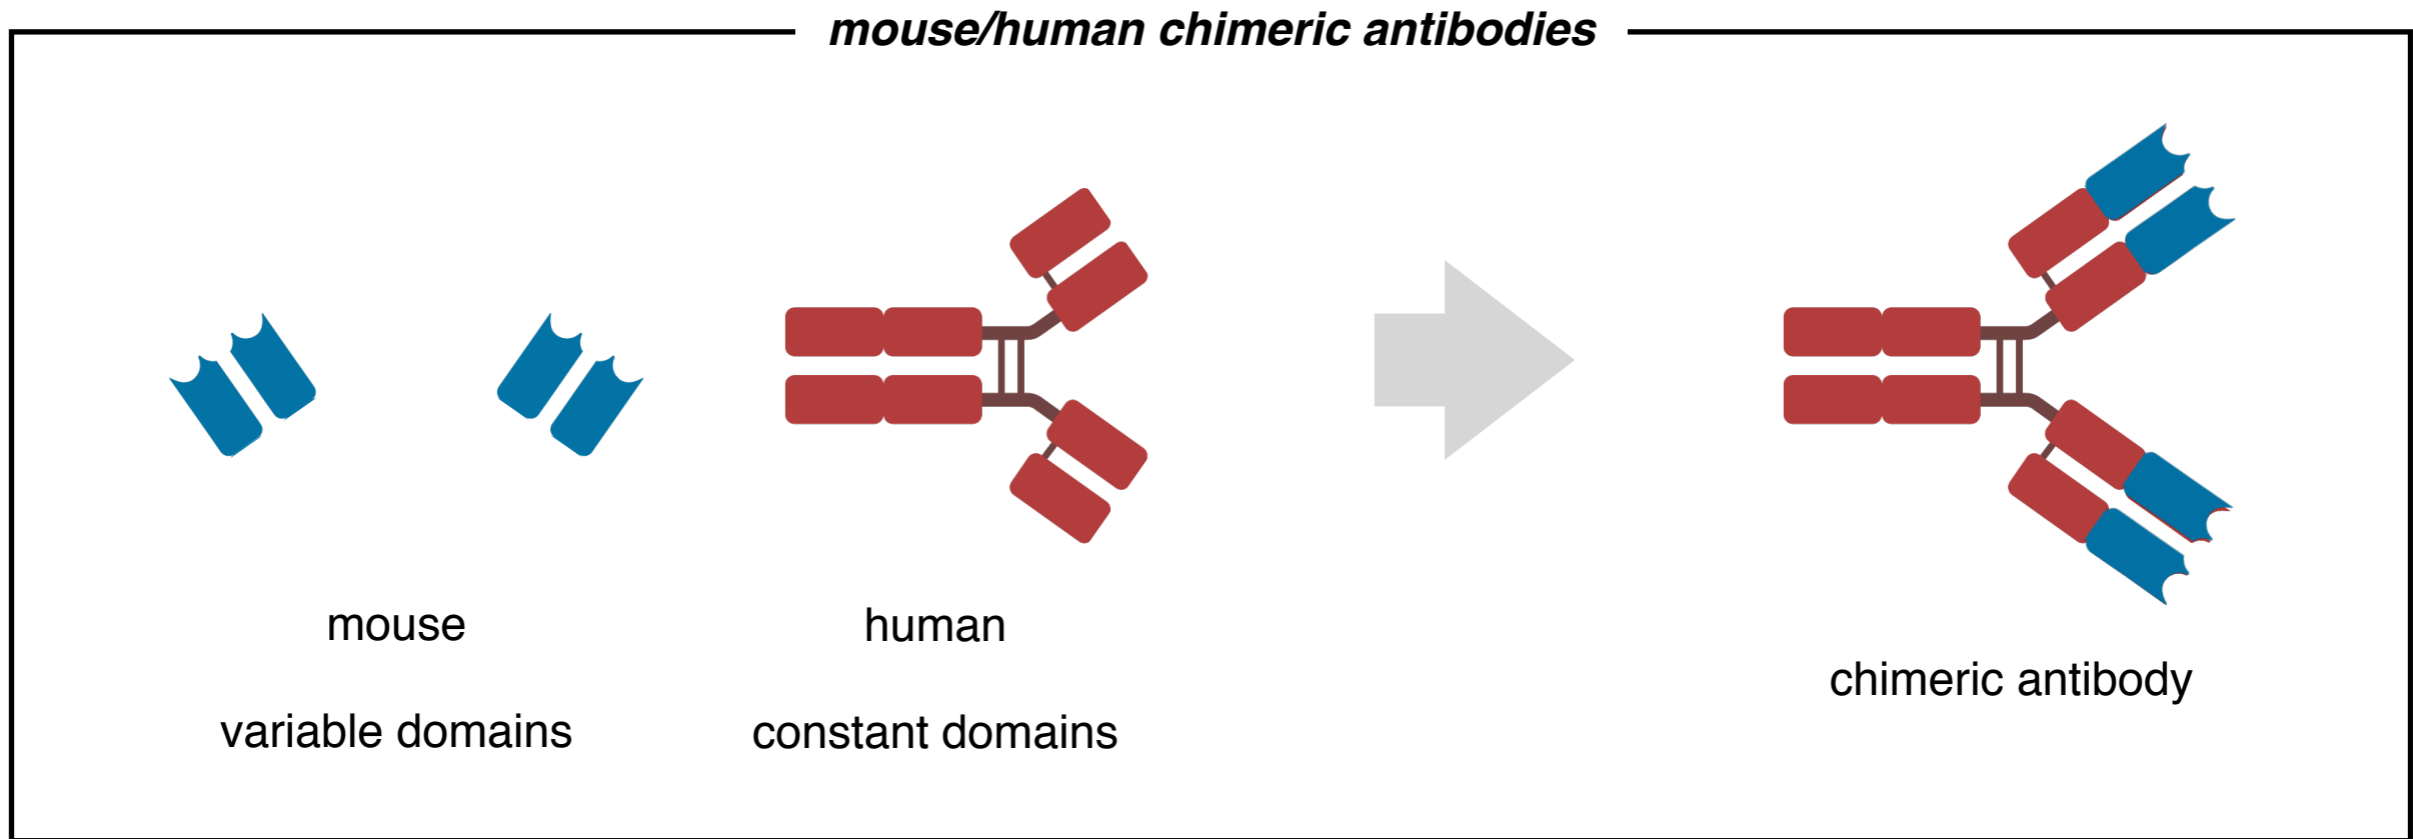 mouse/human chimeric antibodies
mouse
variable domains
human
constant domains
chimeric antibody